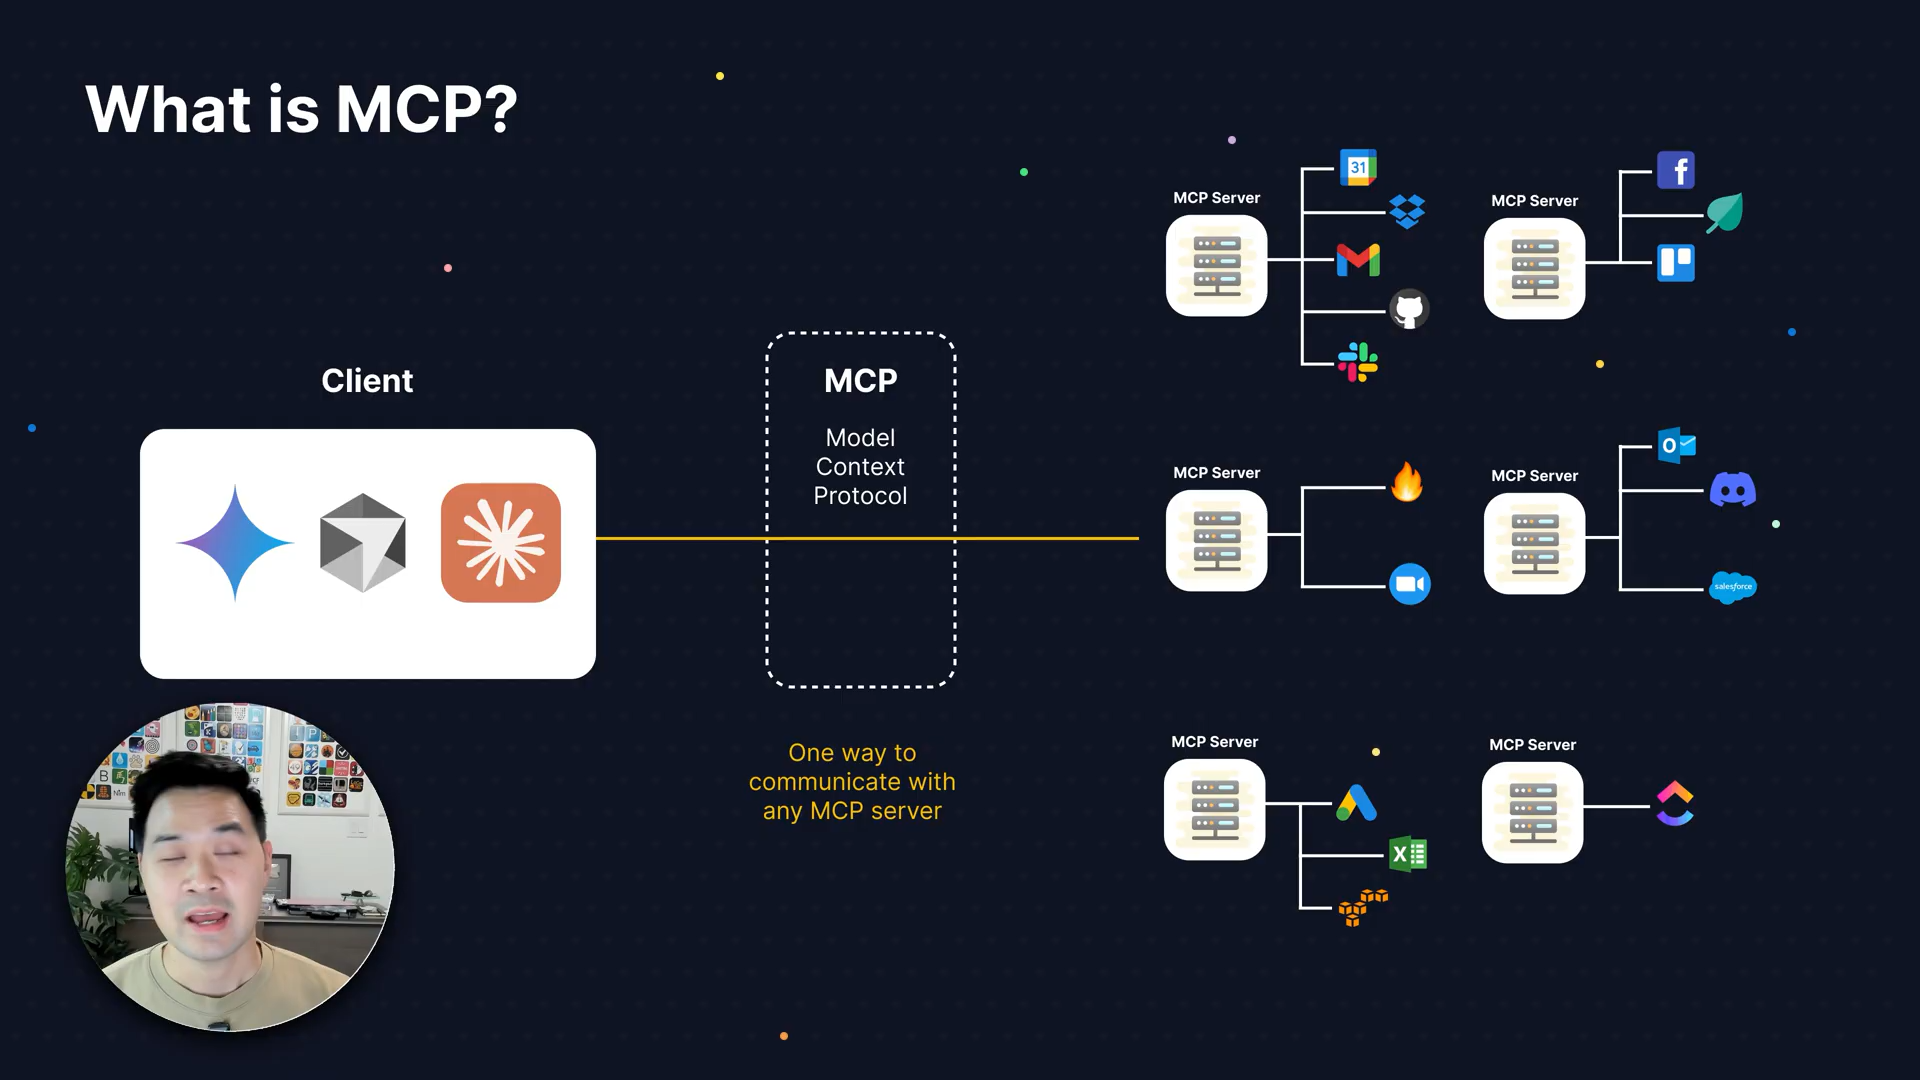 What is MCP?
Client
MCP
Model
Context
Protocol
One way to
communicate with
any MCP server
MCP Server
31
MCP Server
f
MCP Server
MCP Server
O
salesforce
MCP Server
X
MCP Server